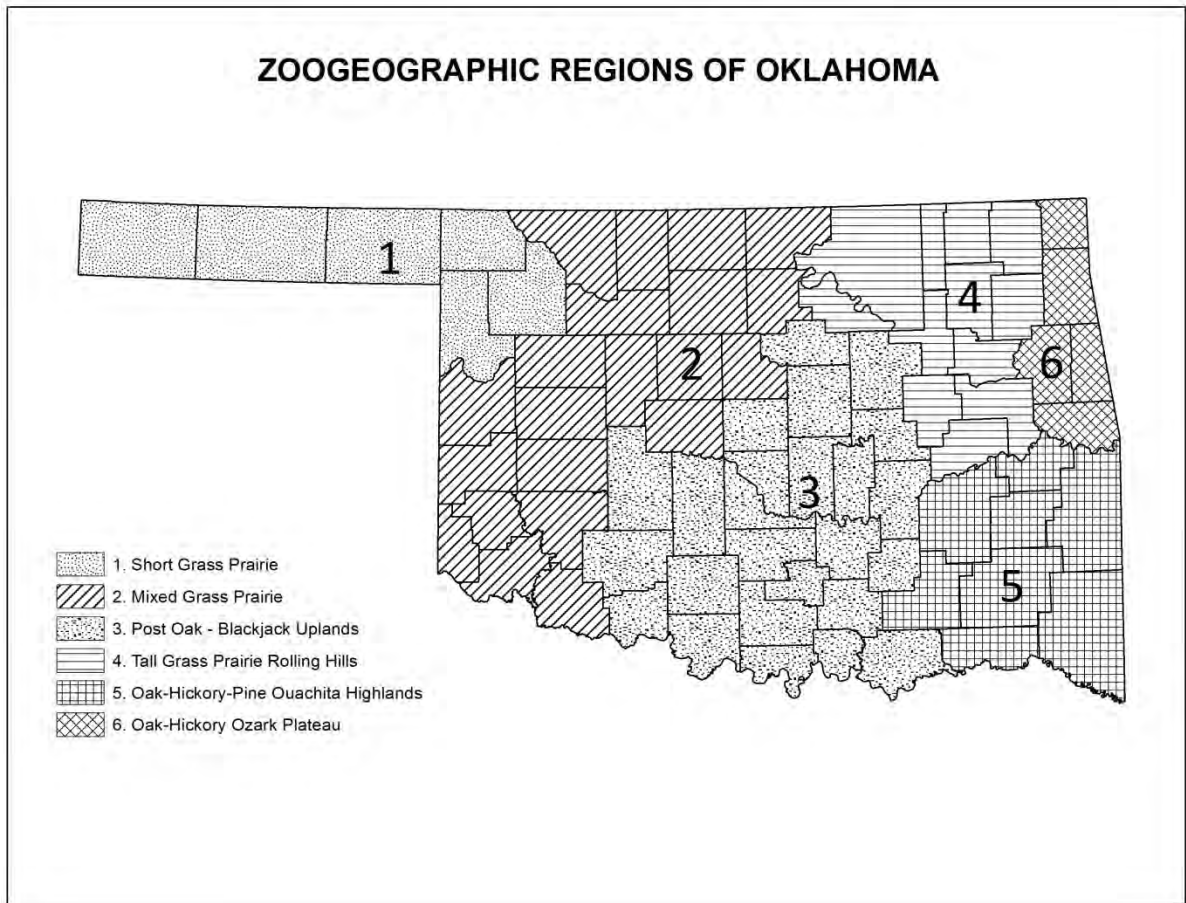 ZOOGEOGRAPHIC REGIONS OF OKLAHOMA
1
4
2
6
3
5
1. Short Grass Prairie
2. Mixed Grass Prairie
3. Post Oak - Blackjack Uplands
4. Tall Grass Prairie Rolling Hills
5. Oak-Hickory-Pine Ouachita Highlands
6. Oak-Hickory Ozark Plateau